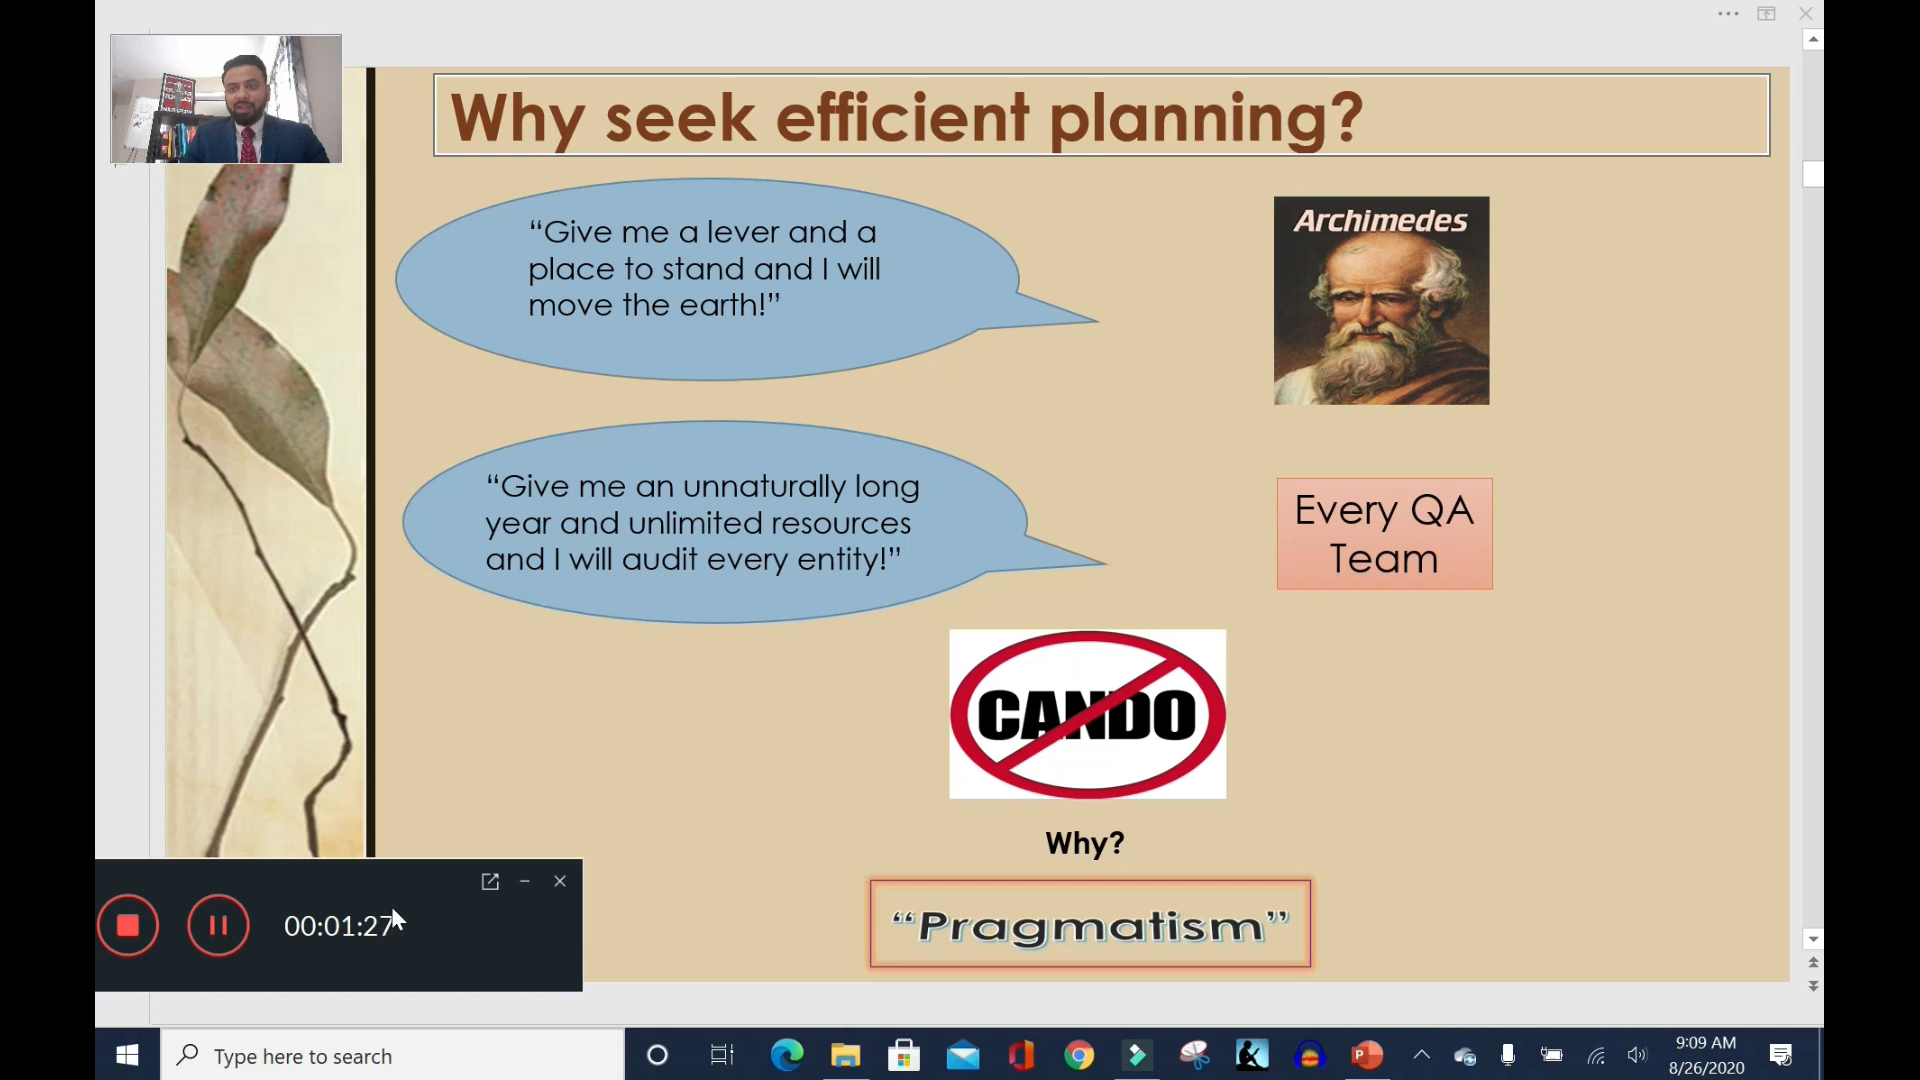 Why seek efficient planning?
“Give me a lever and a
place to stand and I will
move the earth!”
Archimedes
“Give me an unnaturally long
year and unlimited resources
and I will audit every entity!”
Every QA
Team
CANDO
Why?
“Pragmatism”
00:01:27
Type here to search
9:09 AM
8/26/2020